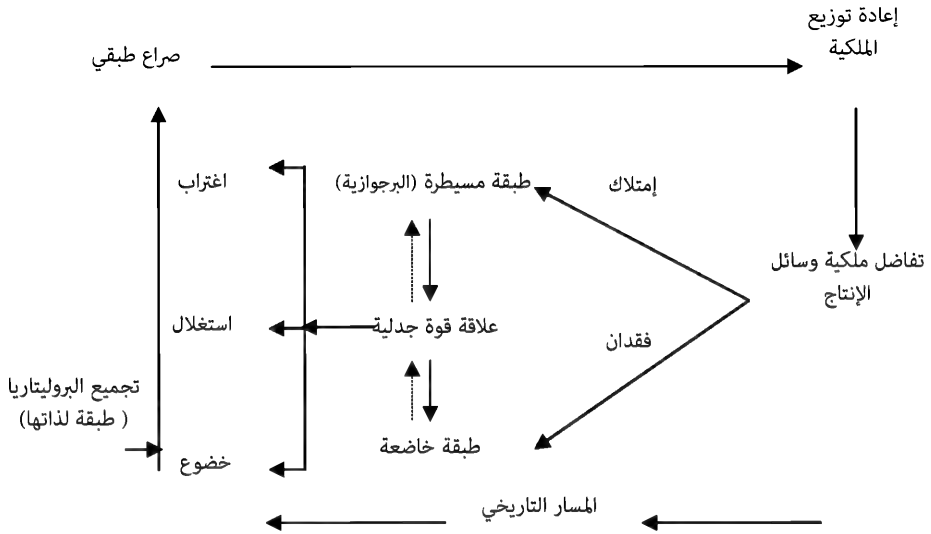 إعادة توزيع
الملكية
صراع طبقي
إمتلاك
طبقة مسيطرة (البرجوازية)
اغتراب
تفاضل ملكية وسائل
الإنتاج
علاقة قوة جدلية
استغلال
فقدان
تجميع البروليتاريا
( طبقة لذاتها)
طبقة خاضعة
خضوع
المسار التاريخي